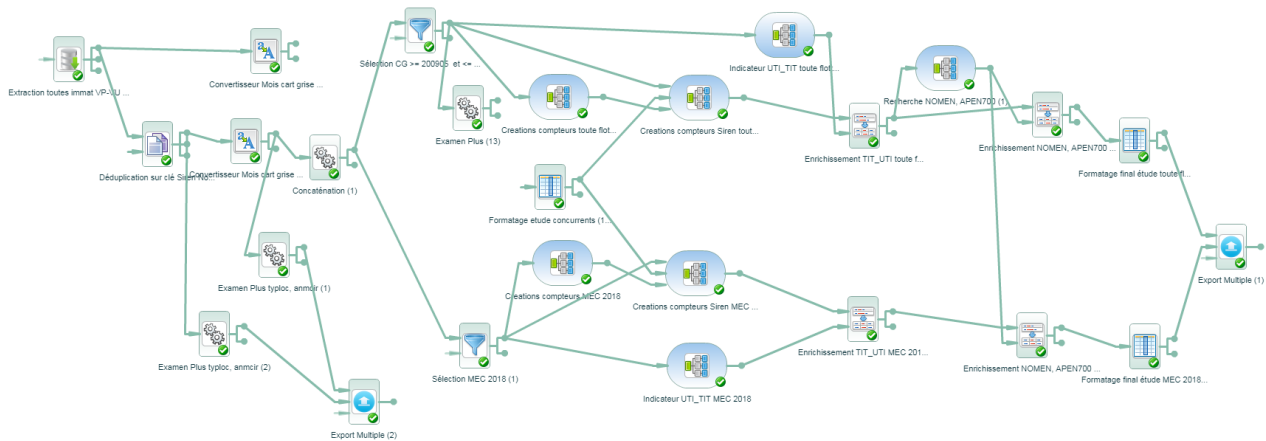 Extraction toutes immat VP-VU ...
Convertisseur Mois cart grise ...
Sélection CG >= 200905 et <= ...
Indicateur UTI_TIT toute flot...
Déduplication sur clé Siren No...
Convertisseur Mois cart grise ...
Concaténation (1)
Examen Plus (13)
Creations compteurs toute flot...
Creations compteurs Siren tout...
Enrichissement TIT_UTI toute f...
Recherche NOMEN, APEN700 (1)
Enrichissement NOMEN, APEN700 ...
Formatage final étude toute fl...
Formatage etude concurrents (1...
Examen Plus typloc, anmcir (1)
Creations compteurs MEC 2018
Creations compteurs Siren MEC ...
Export Multiple (1)
Examen Plus typloc, anmcir (2)
Sélection MEC 2018 (1)
Enrichissement TIT_UTI MEC 201...
Enrichissement NOMEN, APEN700 ...
Formatage final étude MEC 2018...
Indicateur UTI_TIT MEC 2018
Export Multiple (2)